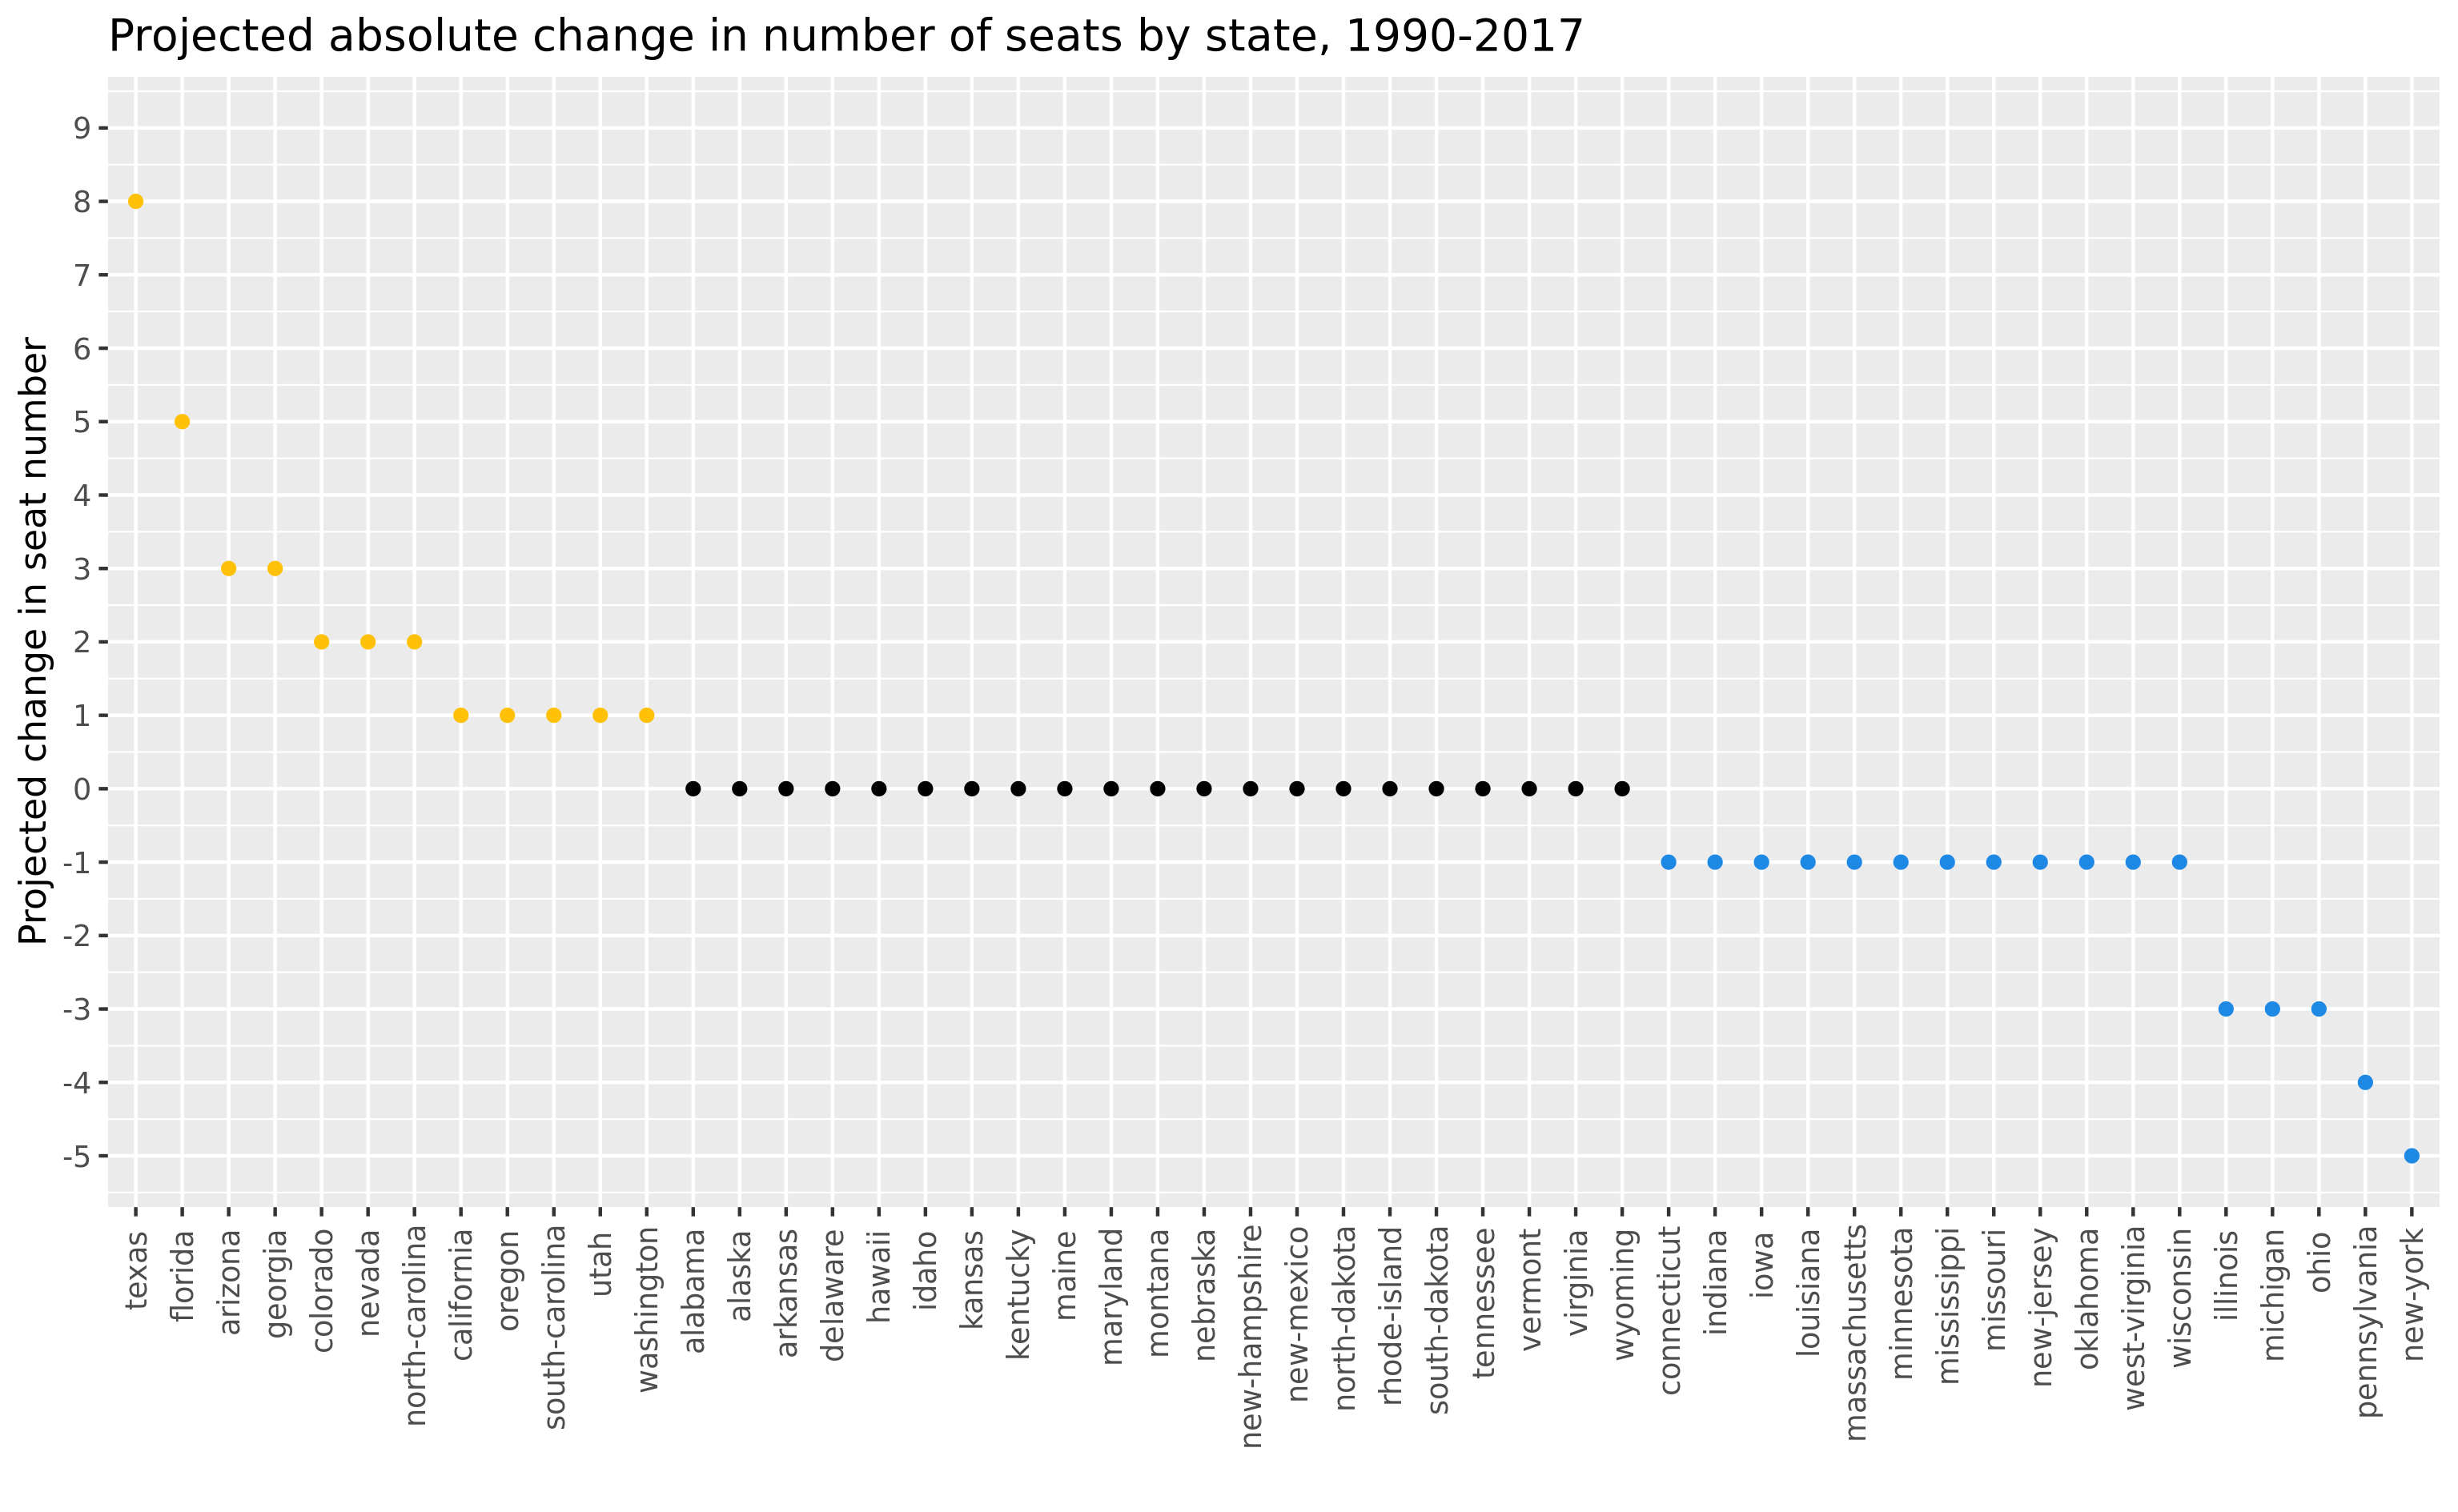 Projected absolute change in number of seats by state, 1990-2017
Projected change in seat number
9
8
7
6
5
4
3
2
1
0
-1
-2
-3
-4
-5
texas
florida
arizona
georgia
colorado
nevada
north-carolina
california
oregon
south-carolina
utah
washington
alabama
alaska
arkansas
delaware
hawaii
idaho
kansas
kentucky
maine
maryland
montana
nebraska
new-hampshire
new-mexico
north-dakota
rhode-island
south-dakota
tennessee
vermont
virginia
wyoming
connecticut
indiana
iowa
louisiana
massachusetts
minnesota
mississippi
missouri
new-jersey
oklahoma
west-virginia
wisconsin
illinois
michigan
ohio
pennsylvania
new-york